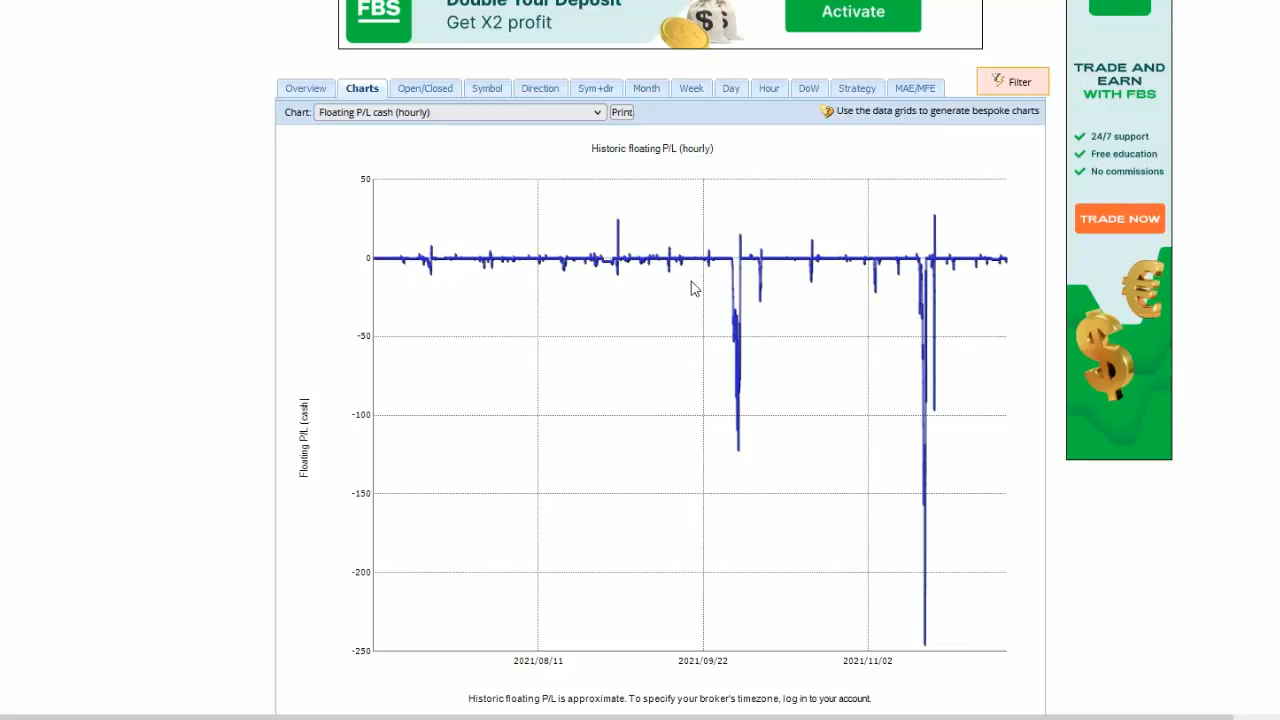 FBS
Double Your Deposit
Get X2 profit
Activate
Overview
Charts
Open/Closed
Symbol
Direction
Sym+dir
Month
Week
Day
Hour
DoW
Strategy
MAE/MFE
Filter
Chart:
Floating P/L cash (hourly)
Print
Use the data grids to generate bespoke charts
Historic floating P/L (hourly)
50
0
-50
-100
-150
-200
-250
Floating P/L (cash)
2021/08/11
2021/09/22
2021/11/02
Historic floating P/L is approximate. To specify your broker's timezone, log in to your account.
TRADE AND
EARN
WITH FBS
24/7 support
Free education
No commissions
TRADE NOW